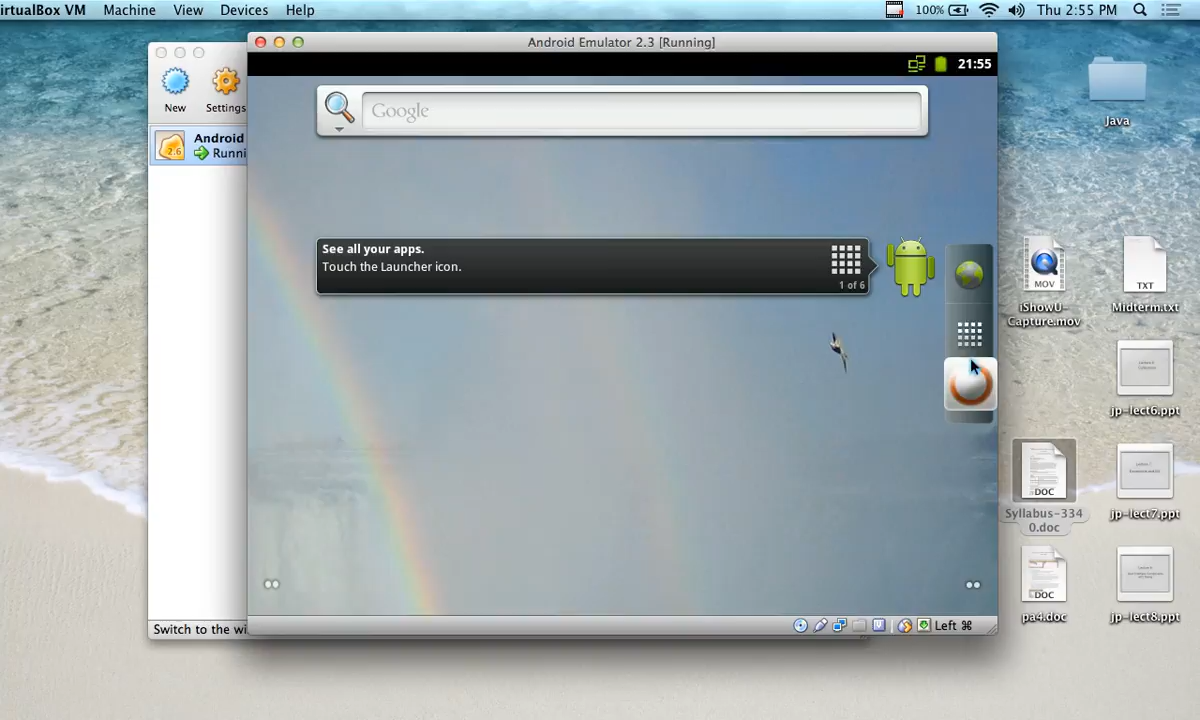 irtualBox VM Machine View Devices Help 100% Thu 2:55 PM
Android Emulator 2.3 [Running]
21:55
New Settings
Google
Android
2.6
Runni
See all your apps.
Touch the Launcher icon.
1 of 6
Java
MOV
iShowU-
Capture.mov
TXT
Midterm.txt
jp-lect6.ppt
DOC
Syllabus-334
0.doc
jp-lect7.ppt
DOC
pa4.doc
jp-lect8.ppt
Switch to the wi
Left ⌘